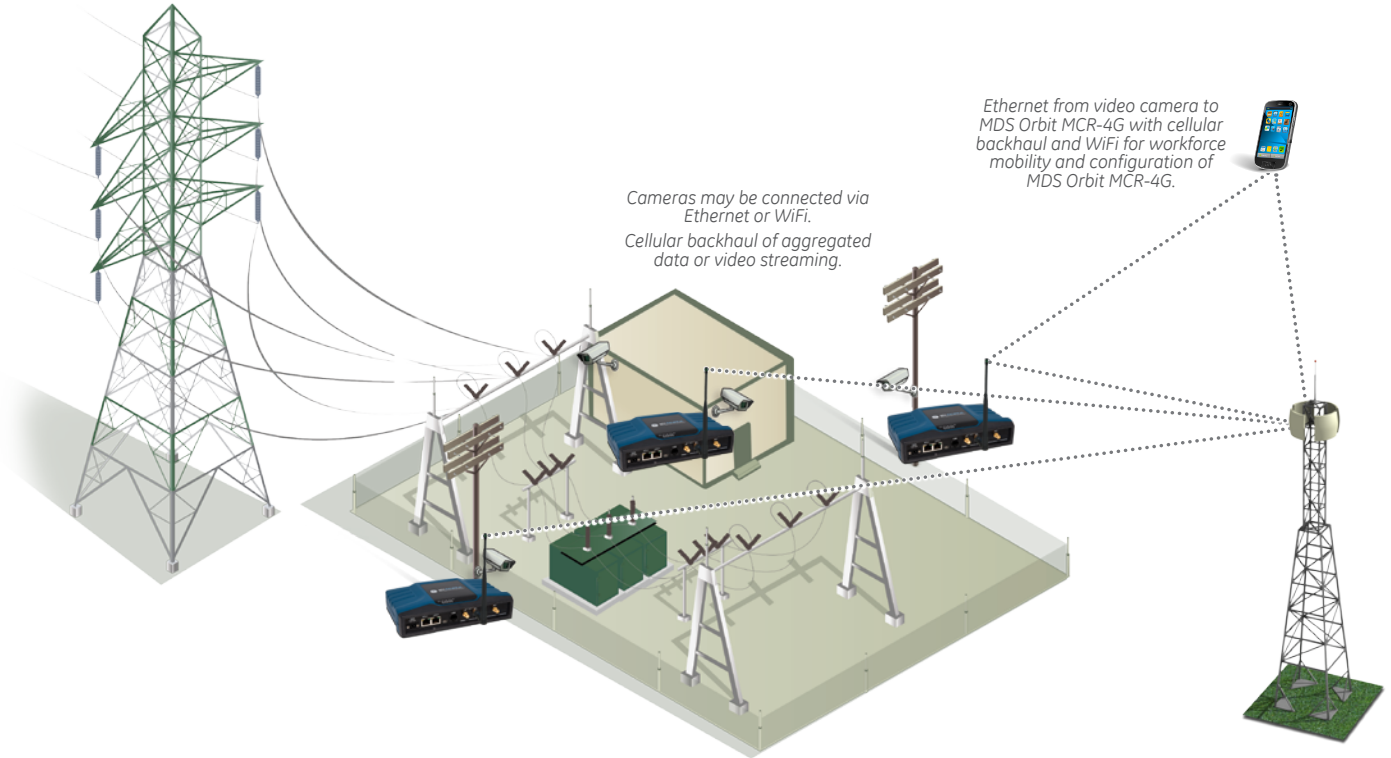 Ethernet from video camera to
MDS Orbit MCR-4G with cellular
backhaul and WiFi for workforce
mobility and configuration of
MDS Orbit MCR-4G.
Cameras may be connected via
Ethernet or WiFi.
Cellular backhaul of aggregated
data or video streaming.